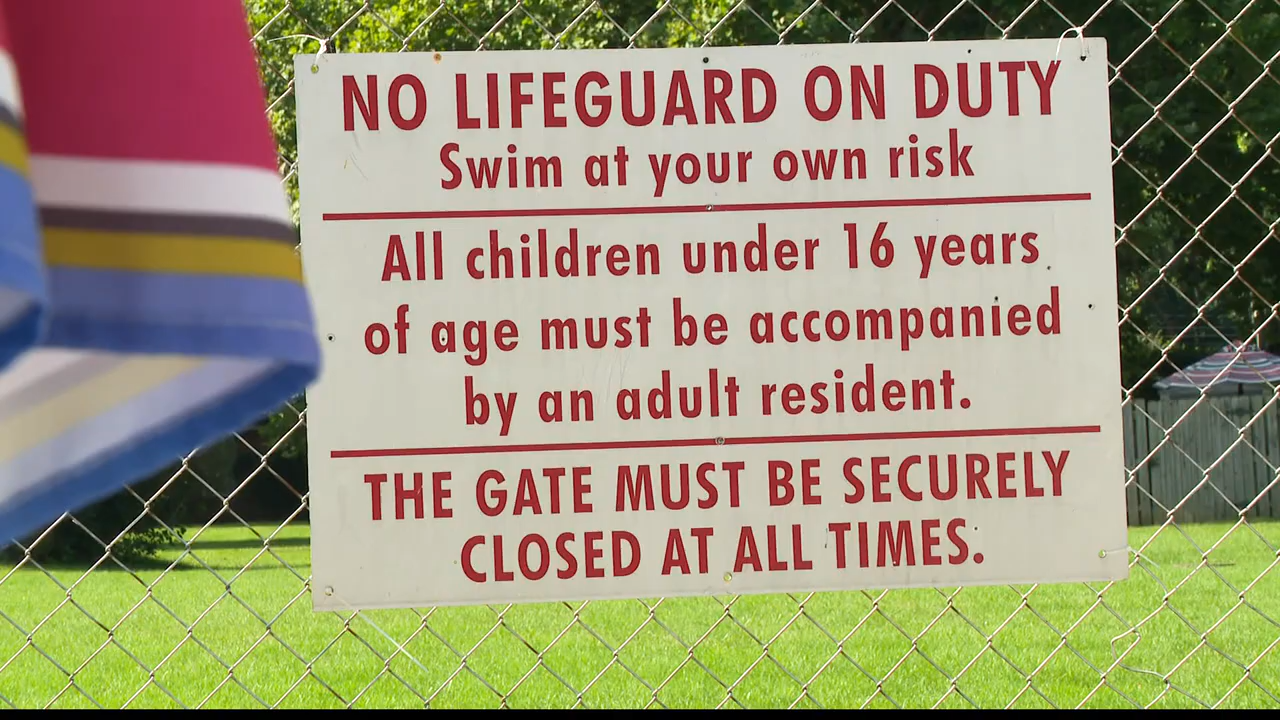 NO LIFEGUARD ON DUTY
Swim at your own risk
All children under 16 years
of age must be accompanied
by an adult resident.
THE GATE MUST BE SECURELY
CLOSED AT ALL TIMES.